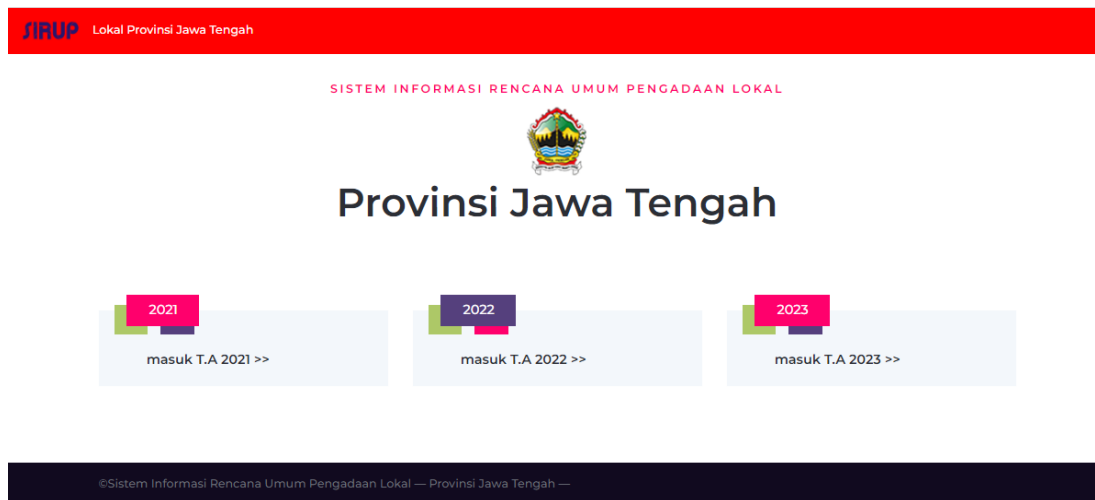 SIRUP Lokal Provinsi Jawa Tengah
SISTEM INFORMASI RENCANA UMUM PENGADAAN LOKAL
Provinsi Jawa Tengah
2021
masuk T.A 2021 >>
2022
masuk T.A 2022 >>
2023
masuk T.A 2023 >>
©Sistem Informasi Rencana Umum Pengadaan Lokal — Provinsi Jawa Tengah —